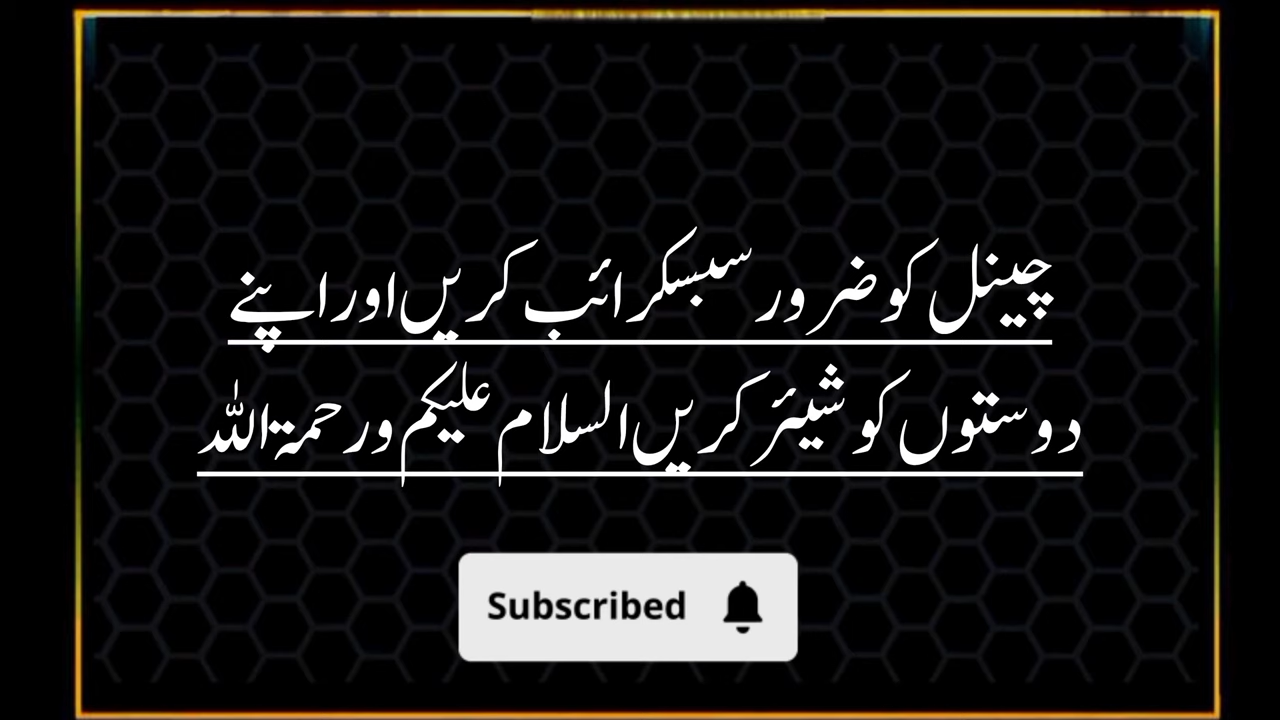 چینل کو ضرور سبسکرائب کریں اور اپنے
دوستوں کو شیئر کریں السلام علیکم ورحمۃ اللہ
Subscribed